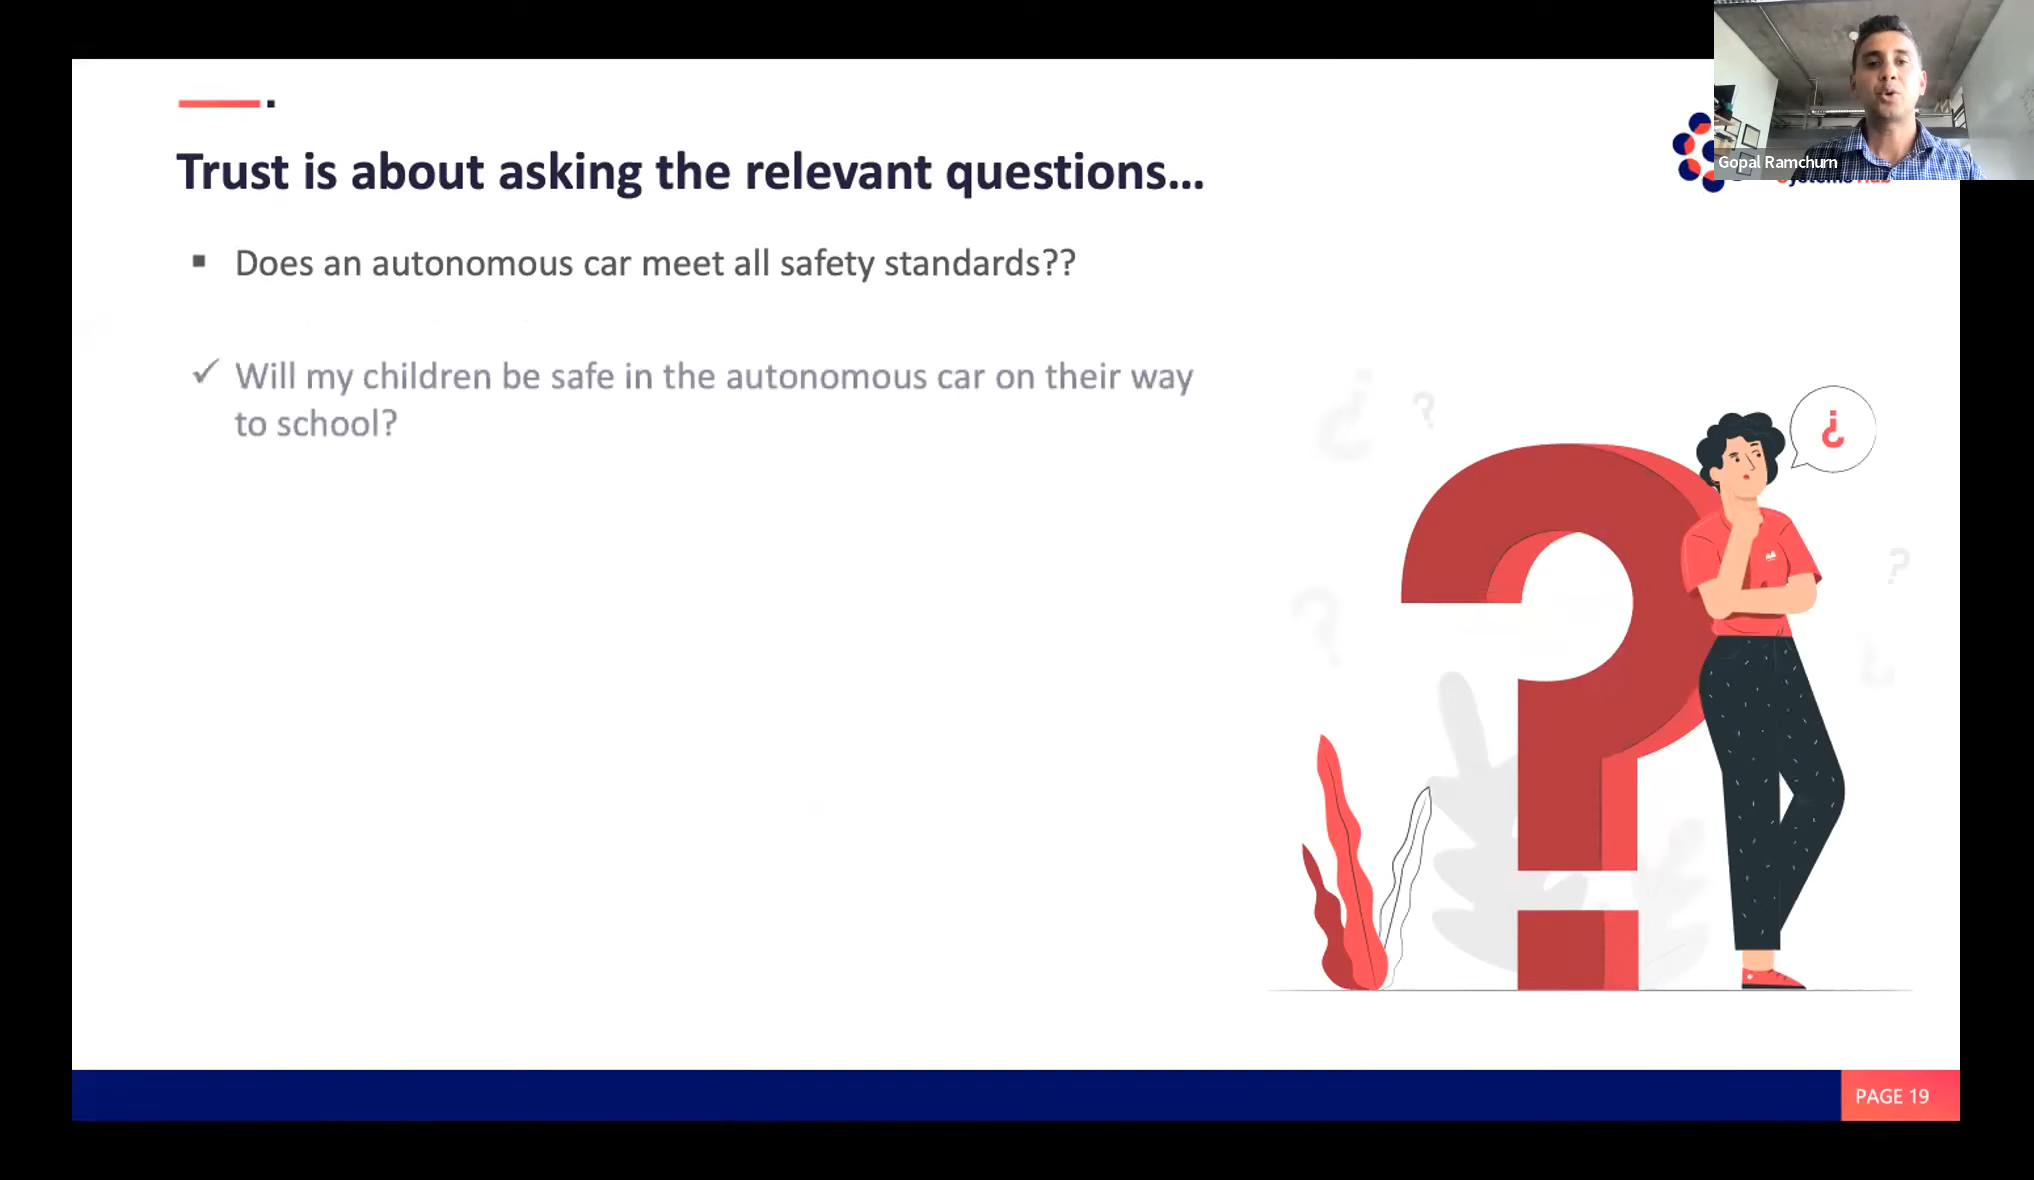 Trust is about asking the relevant questions...
Does an autonomous car meet all safety standards??
Will my children be safe in the autonomous car on their way
to school?
Gopal Ramchurn
PAGE 19